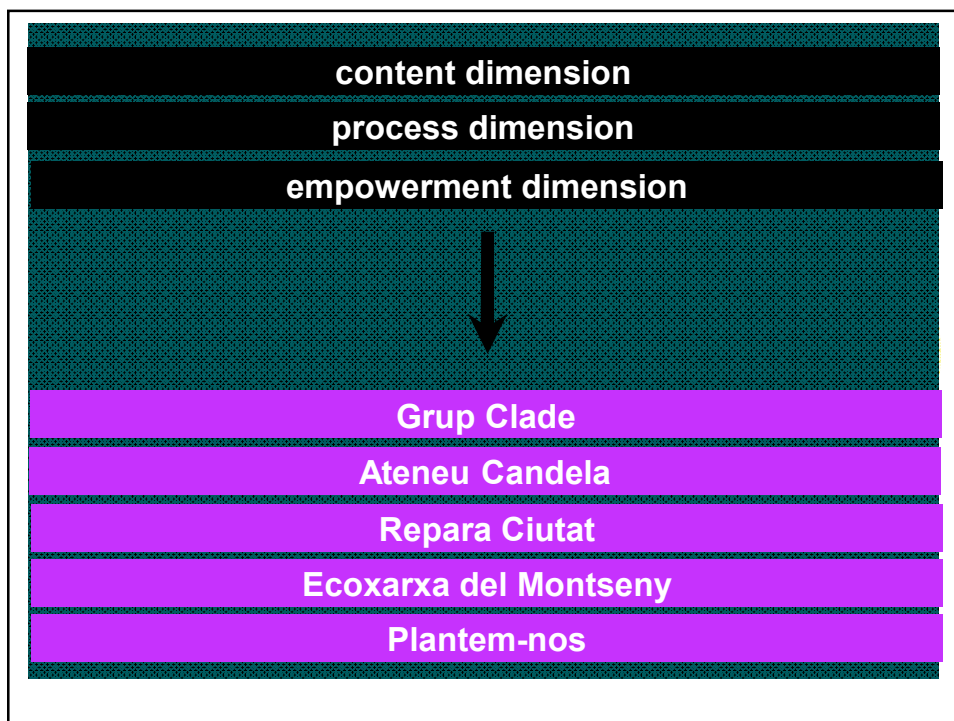 content dimension
process dimension
empowerment dimension
Grup Clade
Ateneu Candela
Repara Ciutat
Ecoxarxa del Montseny
Plantem-nos